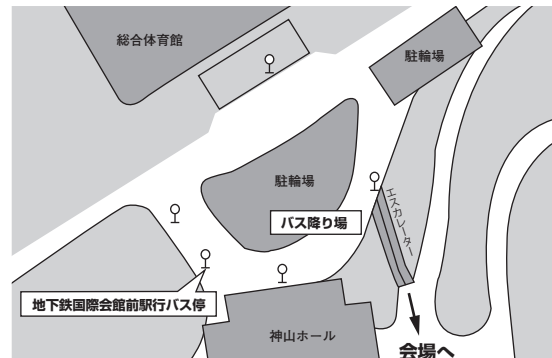 総合体育館
駐輪場
駐輪場
バス降り場
エスカレーター
地下鉄国際会館前駅行バス停
神山ホール
会場へ